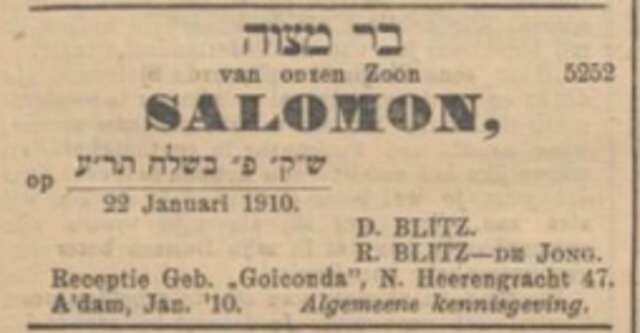 בר מצוה
van onzen Zoon 5252
SALOMON,
op ש״ק׳ פ׳ בשלח תר״ע
22 Januari 1910.
D. BLITZ.
R. BLITZ—DE JONG.
Receptie Geb. „Golconda”, N. Heerengracht 47.
A'dam, Jan. '10. Algemeene kennisgeving.